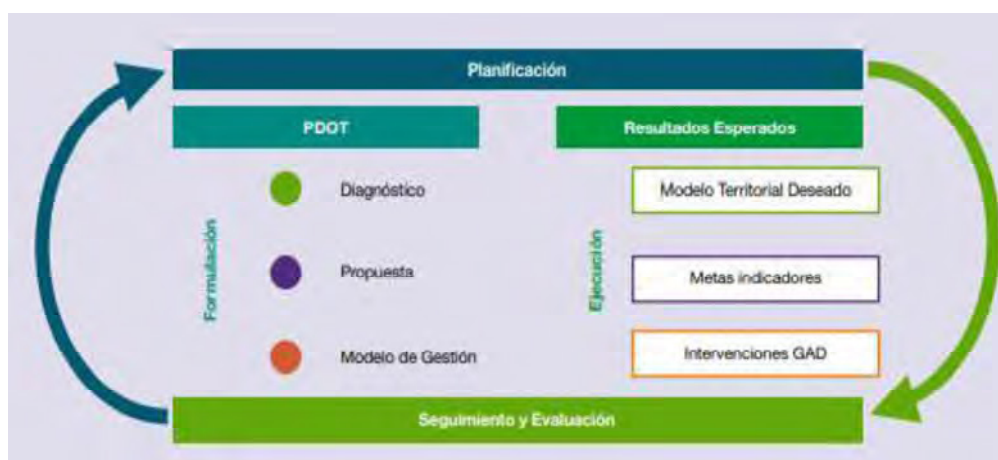 Planificación
PDOT
Resultados Esperados
Formulación
Diagnóstico
Propuesta
Modelo de Gestión
Ejecución
Modelo Territorial Deseado
Metas indicadores
Intervenciones GAD
Seguimiento y Evaluación